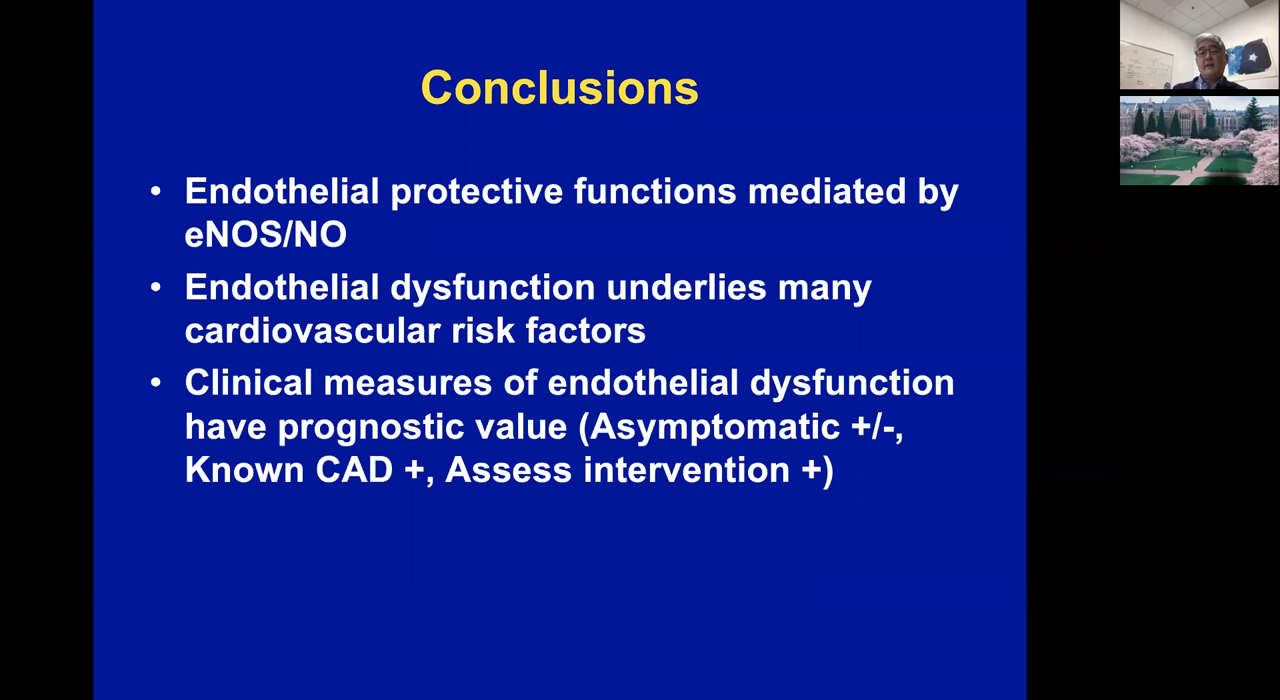 Conclusions
• Endothelial protective functions mediated by
eNOS/NO
• Endothelial dysfunction underlies many
cardiovascular risk factors
• Clinical measures of endothelial dysfunction
have prognostic value (Asymptomatic +/-,
Known CAD +, Assess intervention +)